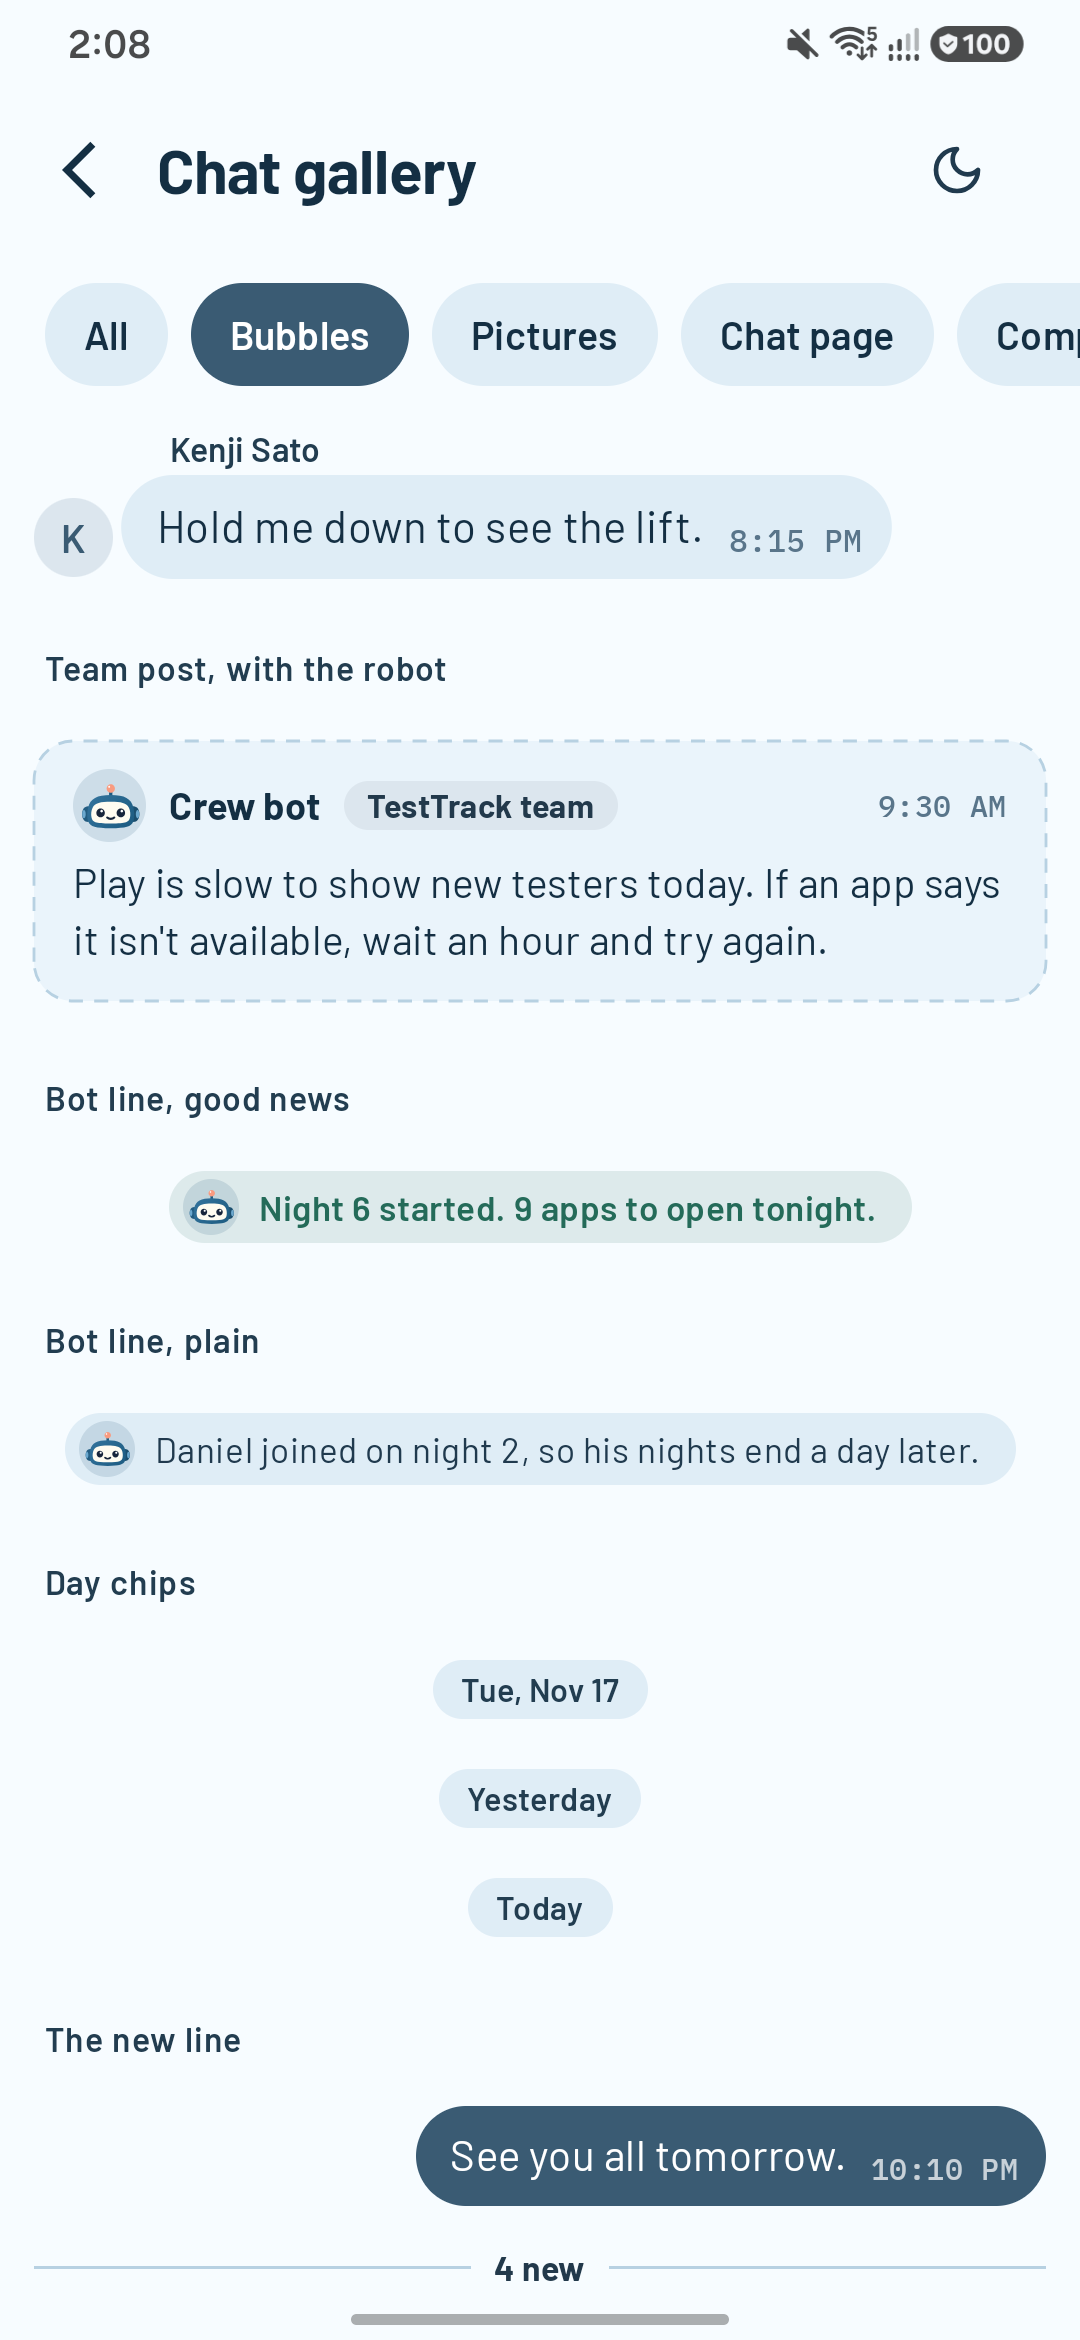 2:08
5
100
Chat gallery
All
Bubbles
Pictures
Chat page
Comp
Kenji Sato
K
Hold me down to see the lift.
8:15 PM
Team post, with the robot
Crew bot
TestTrack team
9:30 AM
Play is slow to show new testers today. If an app says
it isn't available, wait an hour and try again.
Bot line, good news
Night 6 started. 9 apps to open tonight.
Bot line, plain
Daniel joined on night 2, so his nights end a day later.
Day chips
Tue, Nov 17
Yesterday
Today
The new line
See you all tomorrow.
10:10 PM
4 new